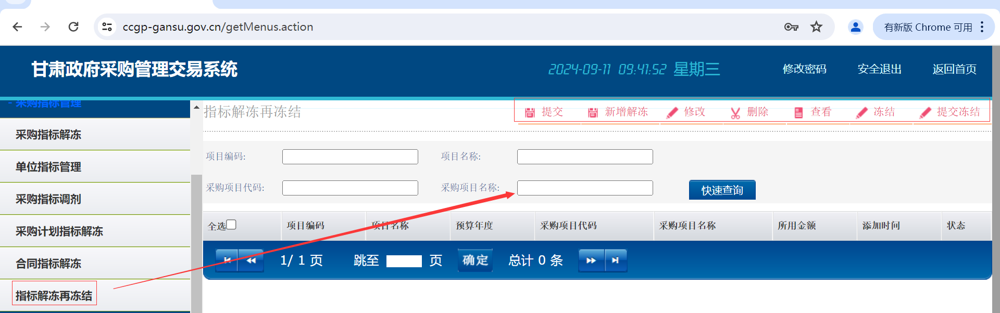 ccgp-gansu.gov.cn/getMenus.action
有新版 Chrome 可用
甘肃政府采购管理交易系统
2024-09-11 09:41:52 星期三
修改密码 安全退出 返回首页
- 采购指标管理
采购指标解冻
单位指标管理
采购指标调剂
采购计划指标解冻
合同指标解冻
指标解冻再冻结
指标解冻再冻结
提交 新增解冻 修改 删除 查看 冻结 提交冻结
项目编码: 项目名称:
采购项目代码: 采购项目名称: 快速查询
全选 项目编码 项目名称 预算年度 采购项目代码 采购项目名称 所用金额 添加时间 状态
1/ 1 页 跳至 页 确定 总计 0 条